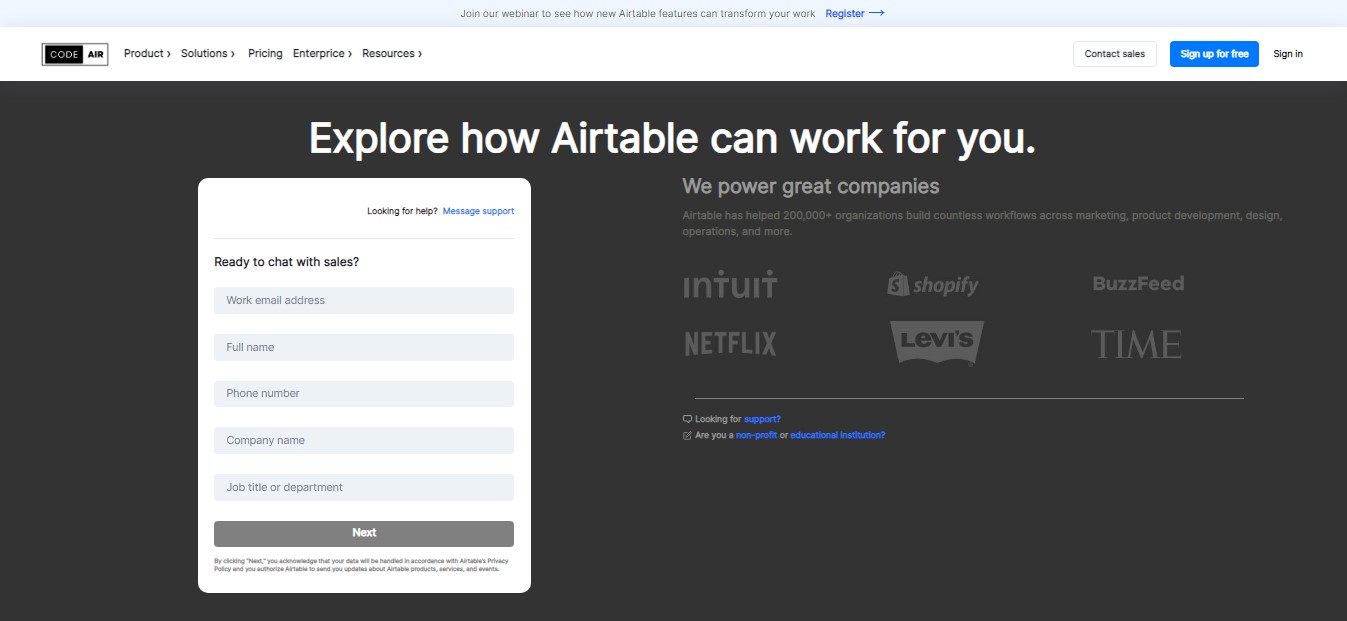 Join our webinar to see how new Airtable features can transform your work Register →
CODE AIR Product › Solutions › Pricing Enterprice › Resources › Contact sales Sign up for free Sign in
Explore how Airtable can work for you.
Looking for help? Message support
Ready to chat with sales?
Work email address
Full name
Phone number
Company name
Job title or department
Next
By clicking "Next," you acknowledge that your data will be handled in accordance with Airtable's Privacy
Policy and you authorize Airtable to send you updates about Airtable products, services, and events.
We power great companies
Airtable has helped 200,000+ organizations build countless workflows across marketing, product development, design,
operations, and more.
intuit shopify BuzzFeed
NETFLIX Levi's TIME
Looking for support?
Are you a non-profit or educational institution?